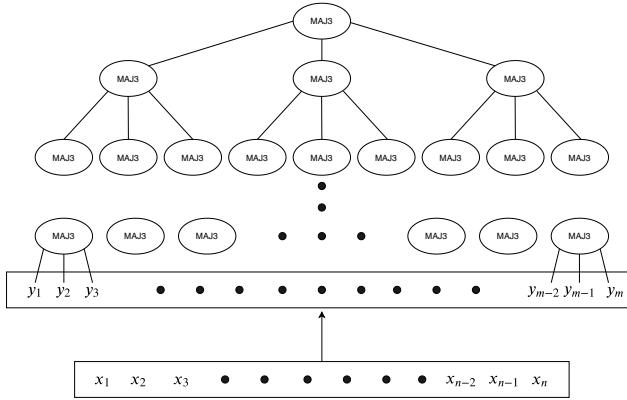 MAJ3
MAJ3 MAJ3 MAJ3
MAJ3 MAJ3 MAJ3 MAJ3 MAJ3 MAJ3 MAJ3 MAJ3 MAJ3
MAJ3 MAJ3 MAJ3 MAJ3 MAJ3 MAJ3
y₁ y₂ y₃ yₘ₋₂ yₘ₋₁ yₘ
x₁ x₂ x₃ xₙ₋₂ xₙ₋₁ xₙ